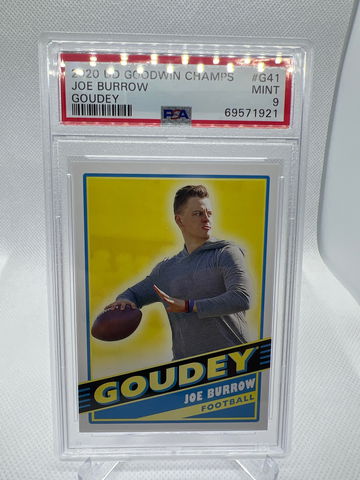 2020 UD GOODWIN CHAMPS #G41
JOE BURROW MINT
GOUDEY 9
PSA 69571921
GOUDEY
JOE BURROW
FOOTBALL